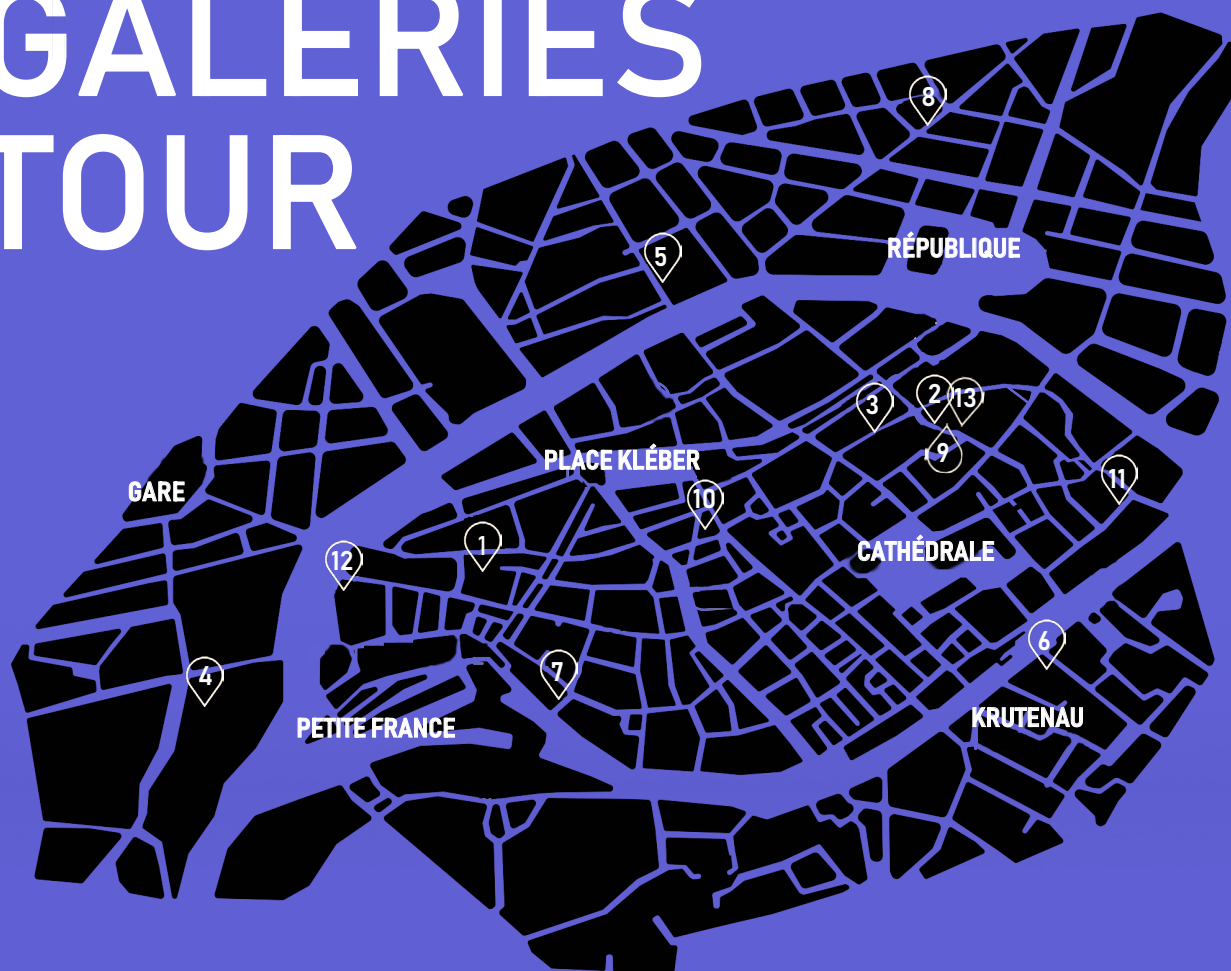 GALERIES
TOUR
8
5
RÉPUBLIQUE
2
13
3
9
PLACE KLÉBER
11
GARE
10
1
CATHÉDRALE
12
6
7
4
KRUTENAU
PETITE FRANCE